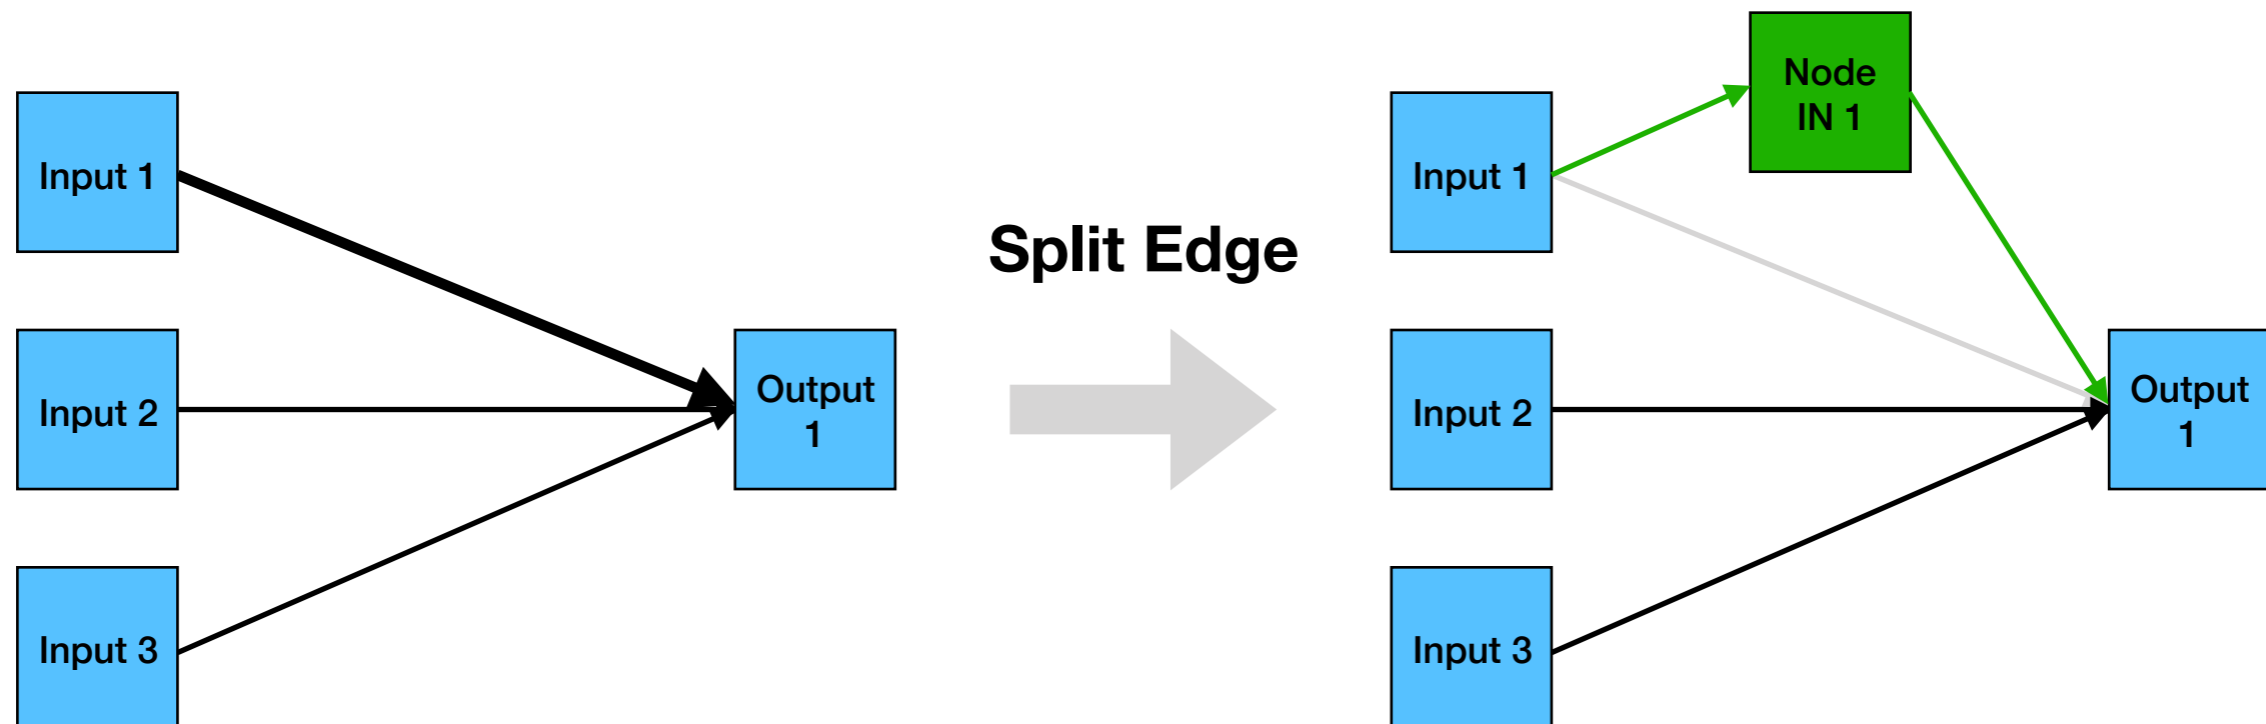 Input 1
Input 2
Input 3
Output
1
Split Edge
Node
IN 1
Input 1
Input 2
Input 3
Output
1